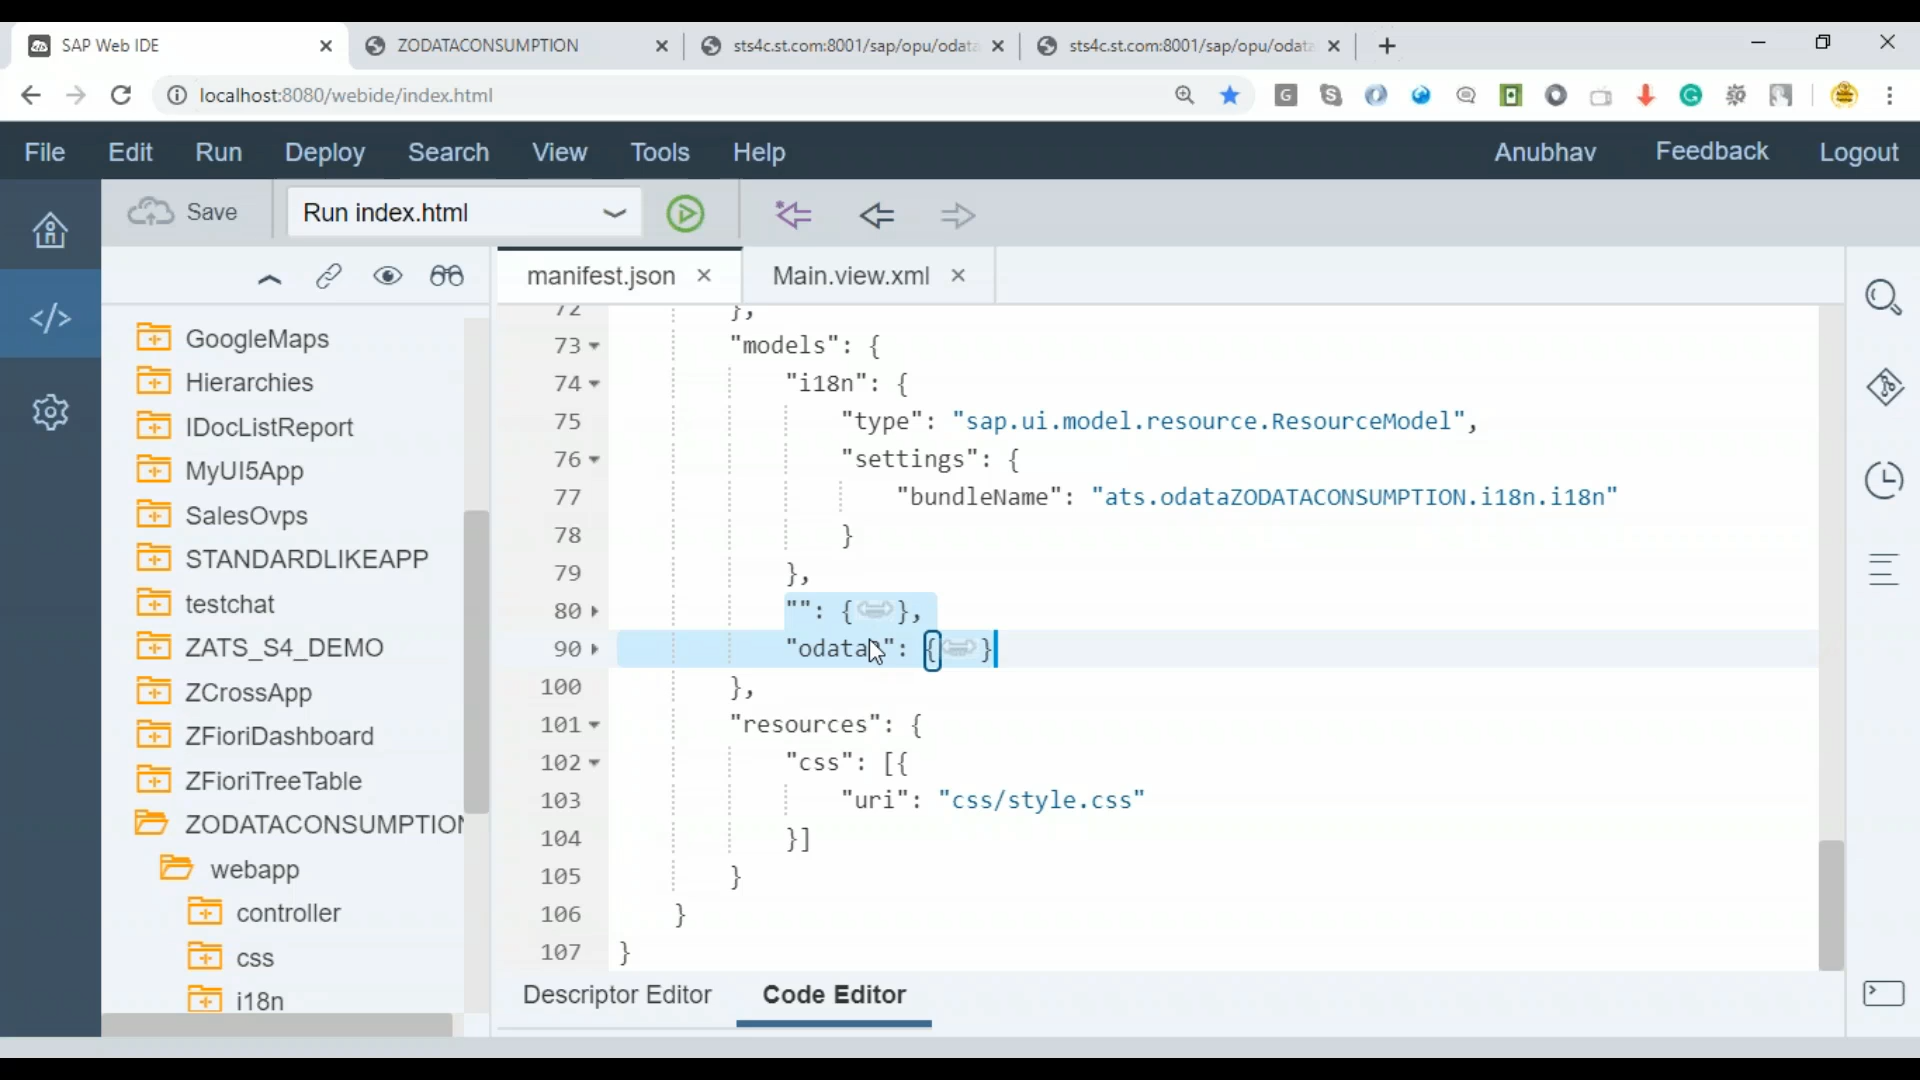 SAP Web IDE
ZODATACONSUMPTION
sts4c.st.com:8001/sap/opu/odat
sts4c.st.com:8001/sap/opu/odat
localhost:8080/webide/index.html
File Edit Run Deploy Search View Tools Help
Anubhav Feedback Logout
Save
Run index.html
manifest.json
Main.view.xml
GoogleMaps
Hierarchies
IDocListReport
MyUI5App
SalesOvps
STANDARDLIKEAPP
testchat
ZATS_S4_DEMO
ZCrossApp
ZFioriDashboard
ZFioriTreeTable
ZODATACONSUMPTION
webapp
controller
css
i18n
72 },
73 "models": {
74 "i18n": {
75 "type": "sap.ui.model.resource.ResourceModel",
76 "settings": {
77 "bundleName": "ats.odataZODATACONSUMPTION.i18n.i18n"
78 }
79 },
80 "": { },
90 "odata": { }
100 },
101 "resources": {
102 "css": [{
103 "uri": "css/style.css"
104 }]
105 }
106 }
107 }
Descriptor Editor
Code Editor